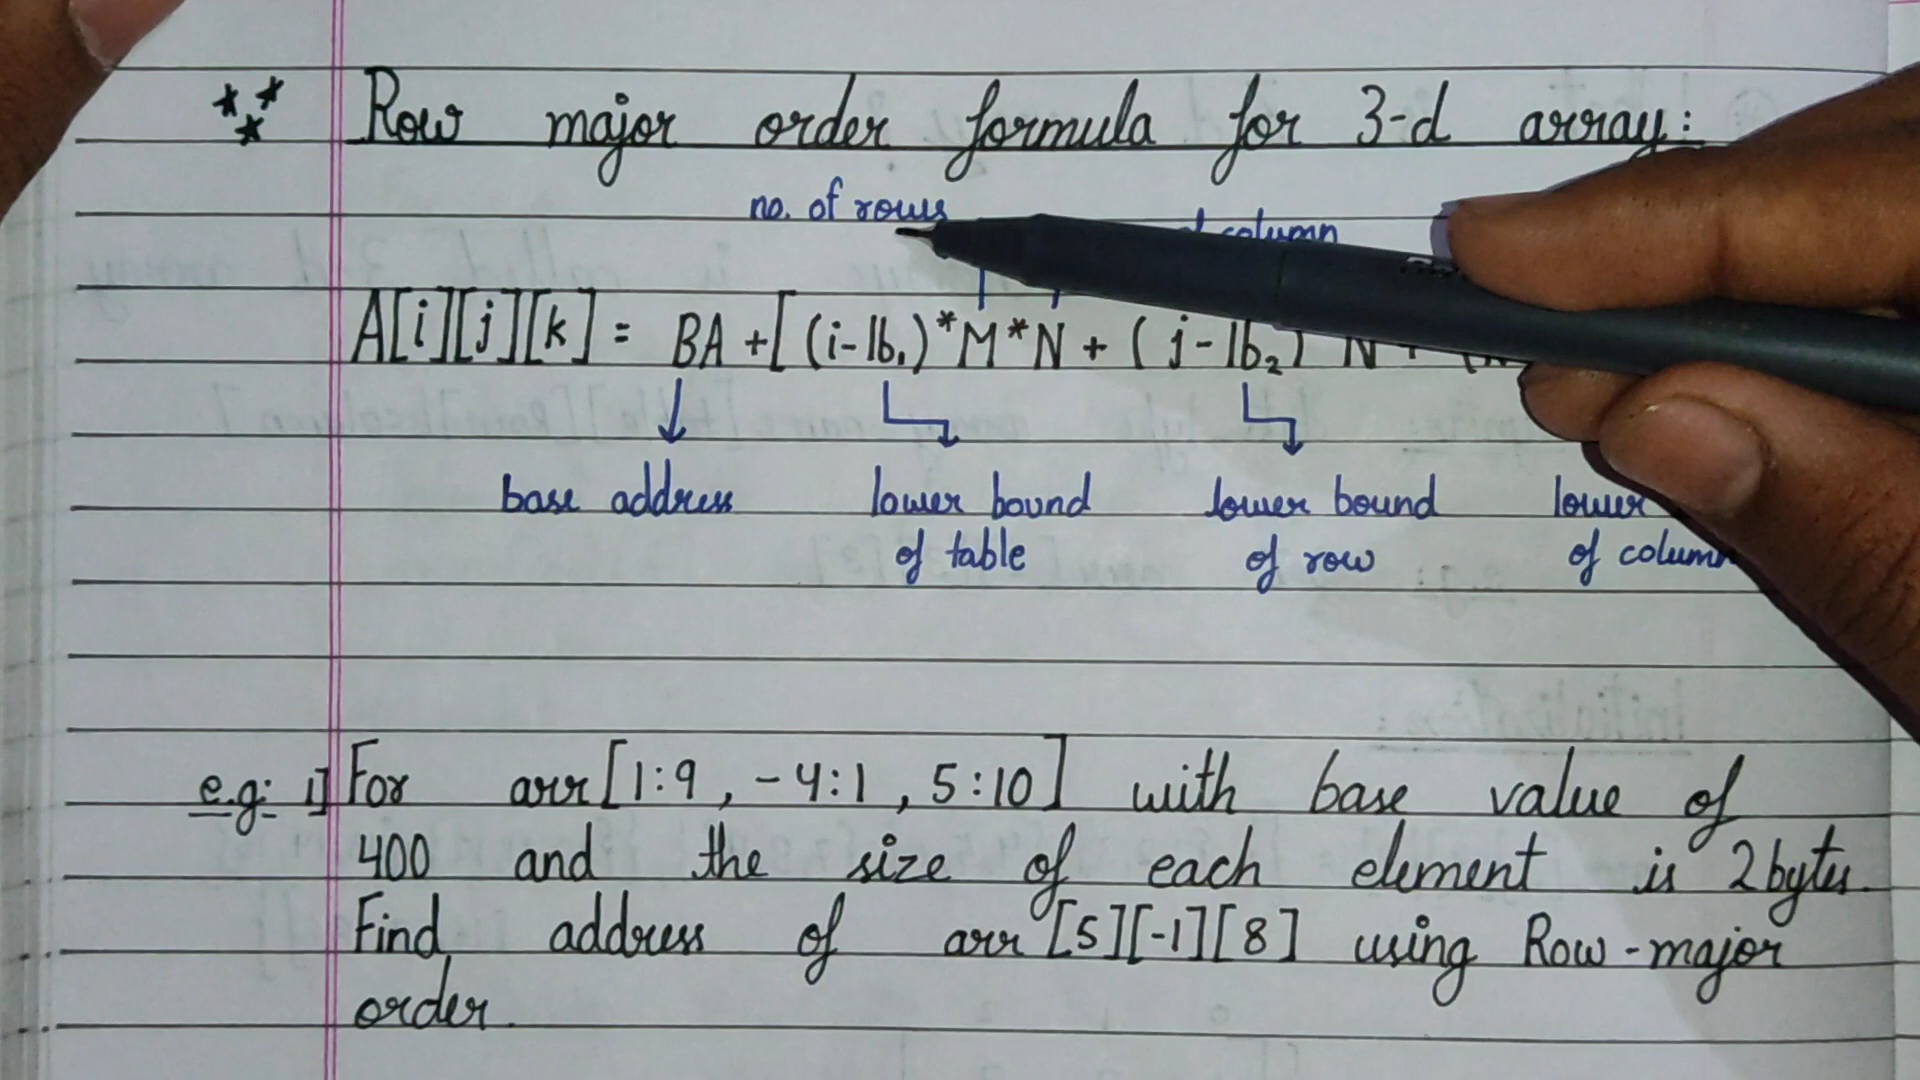 Row major order formula for 3-d array:
no. of rows column
A[i][j][k] = BA + [(i-lb₁)*M*N + (j-lb₂) N +
base address lower bound lower bound lower
of table of row of column
e.g: 1] For arr[1:9, -4:1, 5:10] with base value of
400 and the size of each element is 2 bytes.
Find address of arr[5][-1][8] using Row-major
order.